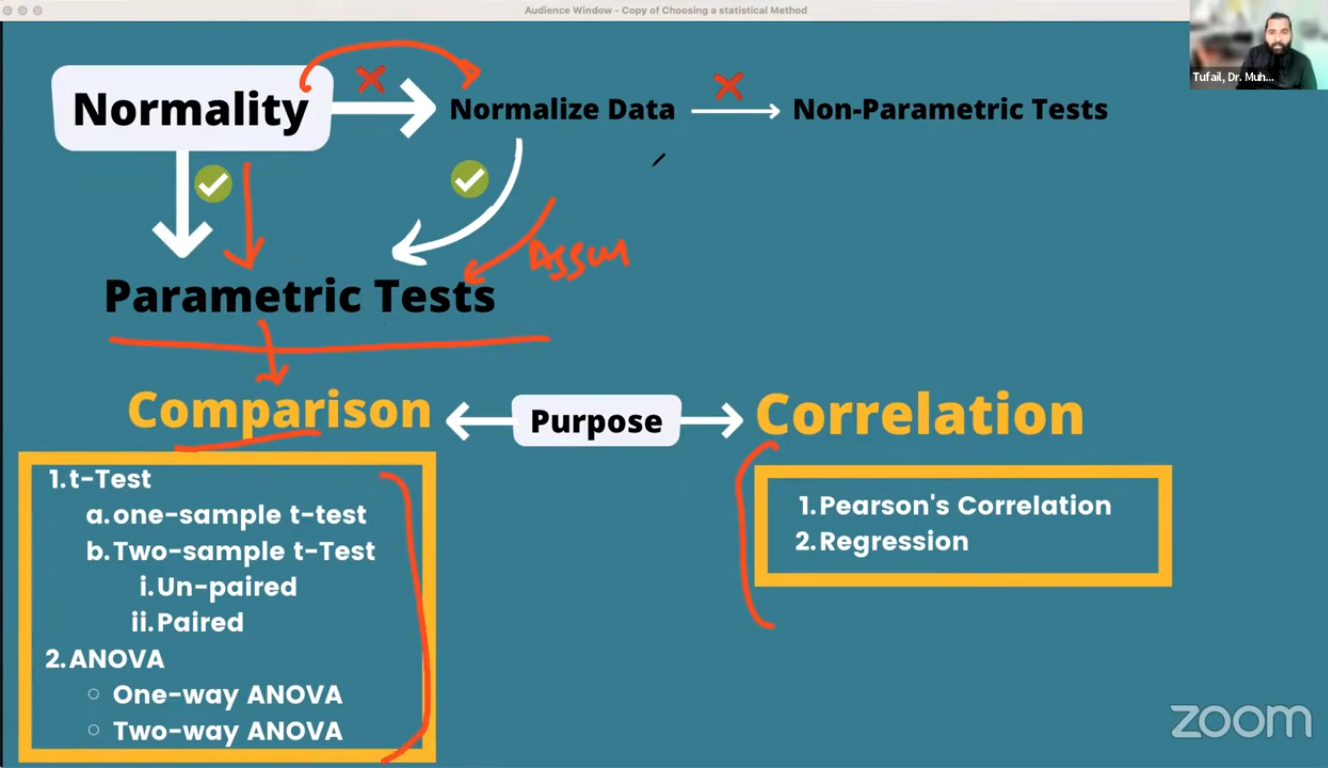 Audience Window - Copy of Choosing a statistical Method
Tufail, Dr. Muh...
Normality
Normalize Data
Non-Parametric Tests
Assum
Parametric Tests
Comparison
Purpose
Correlation
1. t-Test
a. one-sample t-test
b. Two-sample t-Test
i. Un-paired
ii. Paired
2. ANOVA
○ One-way ANOVA
○ Two-way ANOVA
1. Pearson's Correlation
2. Regression
zoom